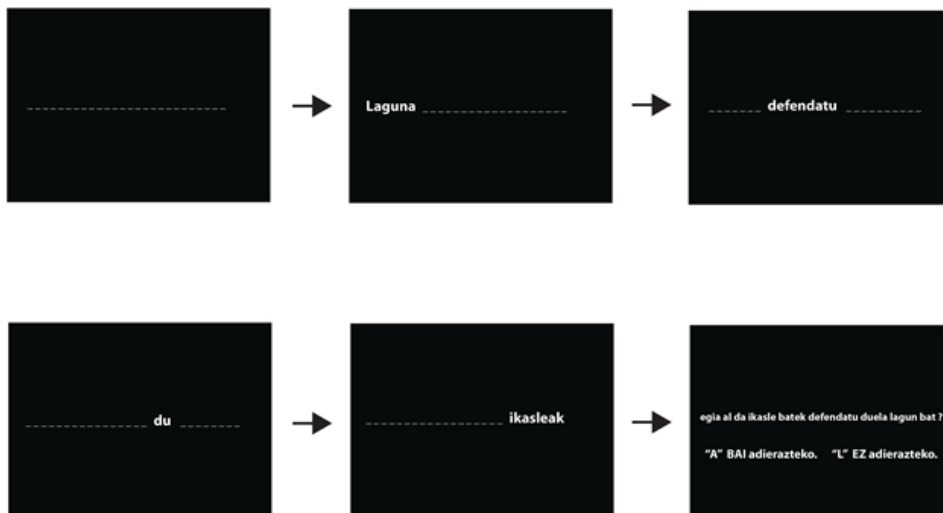 Laguna
defendatu
du
ikasleak
egia al da ikasle batek defendatu duela lagun bat ?
“A” BAI adierazteko. “L” EZ adierazteko.